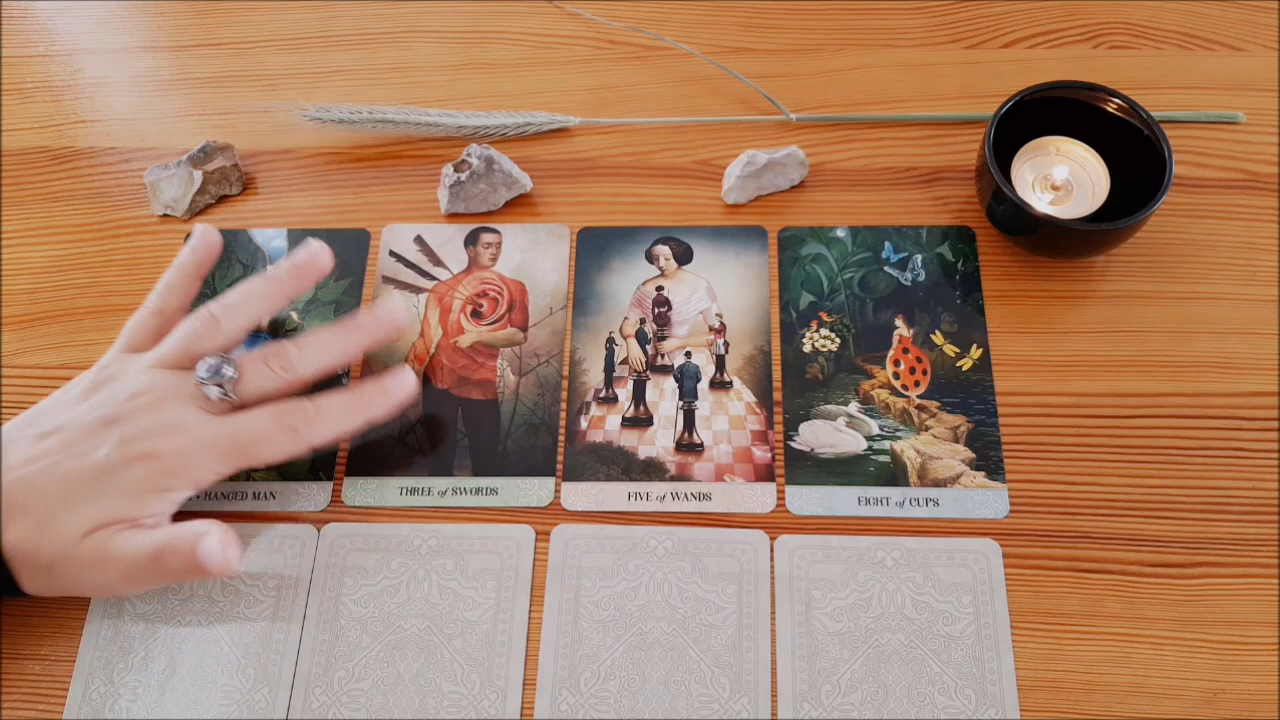 HANGED MAN
THREE of SWORDS
FIVE of WANDS
EIGHT of CUPS